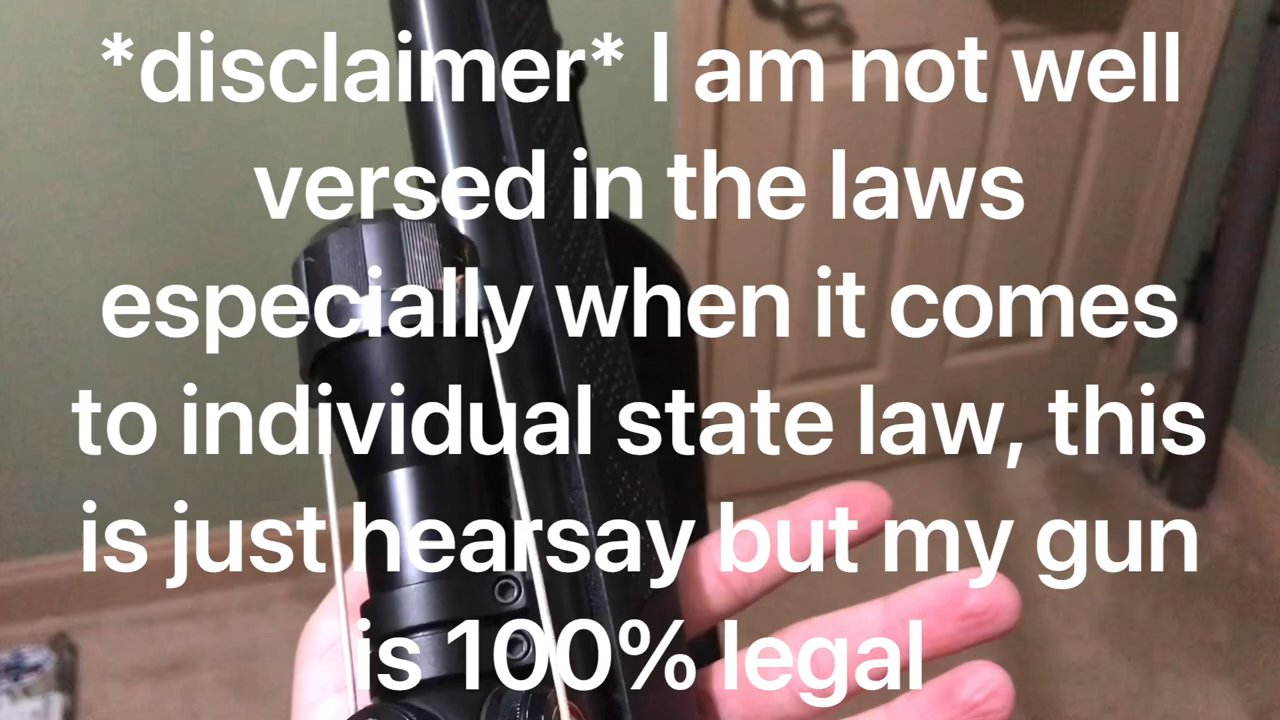 *disclaimer* I am not well
versed in the laws
especially when it comes
to individual state law, this
is just hearsay but my gun
is 100% legal